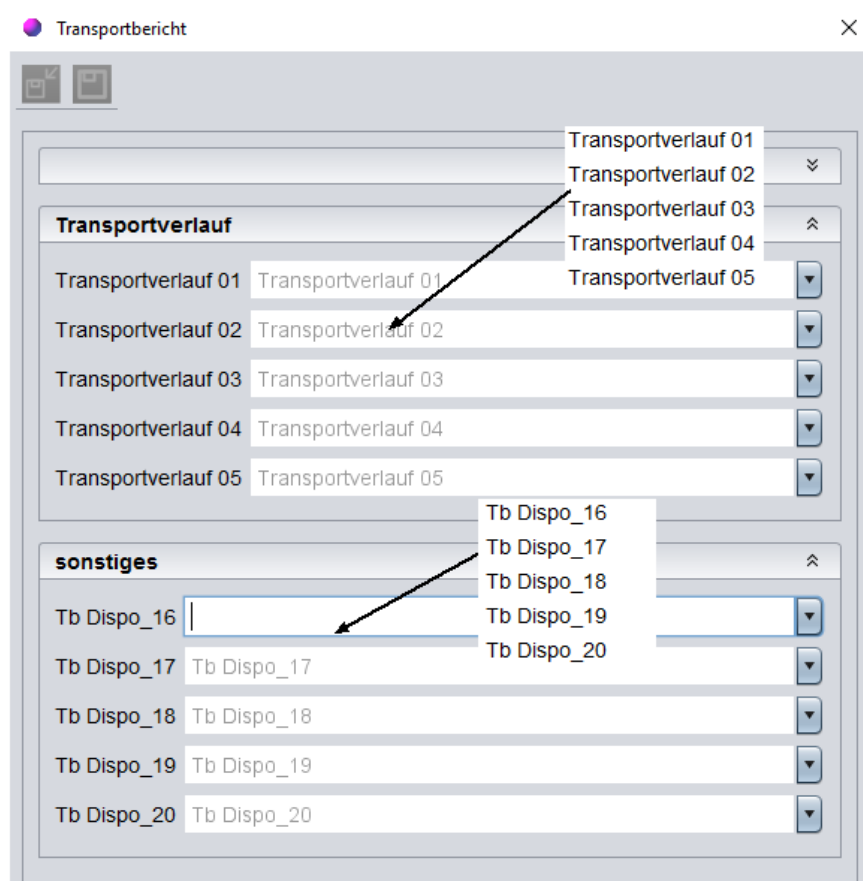 Transportbericht
Transportverlauf 01
Transportverlauf 02
Transportverlauf 03
Transportverlauf 04
Transportverlauf 05
Transportverlauf
Transportverlauf 01 Transportverlauf 01
Transportverlauf 02 Transportverlauf 02
Transportverlauf 03 Transportverlauf 03
Transportverlauf 04 Transportverlauf 04
Transportverlauf 05 Transportverlauf 05
Tb Dispo_16
Tb Dispo_17
Tb Dispo_18
Tb Dispo_19
Tb Dispo_20
sonstiges
Tb Dispo_16
Tb Dispo_17 Tb Dispo_17
Tb Dispo_18 Tb Dispo_18
Tb Dispo_19 Tb Dispo_19
Tb Dispo_20 Tb Dispo_20